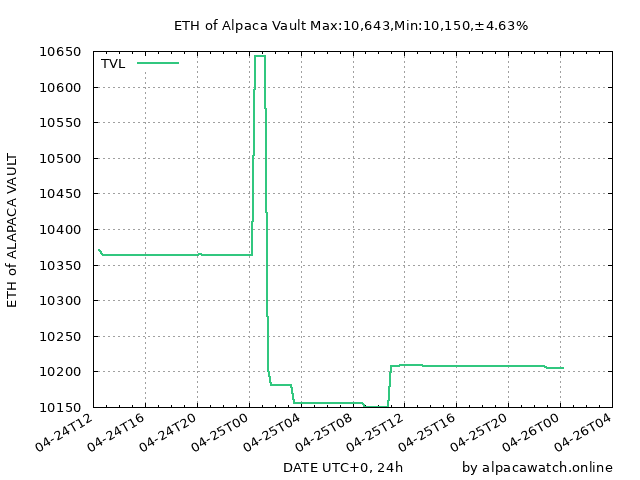 ETH of Alpaca Vault Max:10,643,Min:10,150,±4.63%
TVL
10650
10600
10550
10500
10450
10400
10350
10300
10250
10200
10150
ETH of ALAPACA VAULT
04-24T12
04-24T16
04-24T20
04-25T00
04-25T04
04-25T08
04-25T12
04-25T16
04-25T20
04-26T00
04-26T04
DATE UTC+0, 24h
by alpacawatch.online